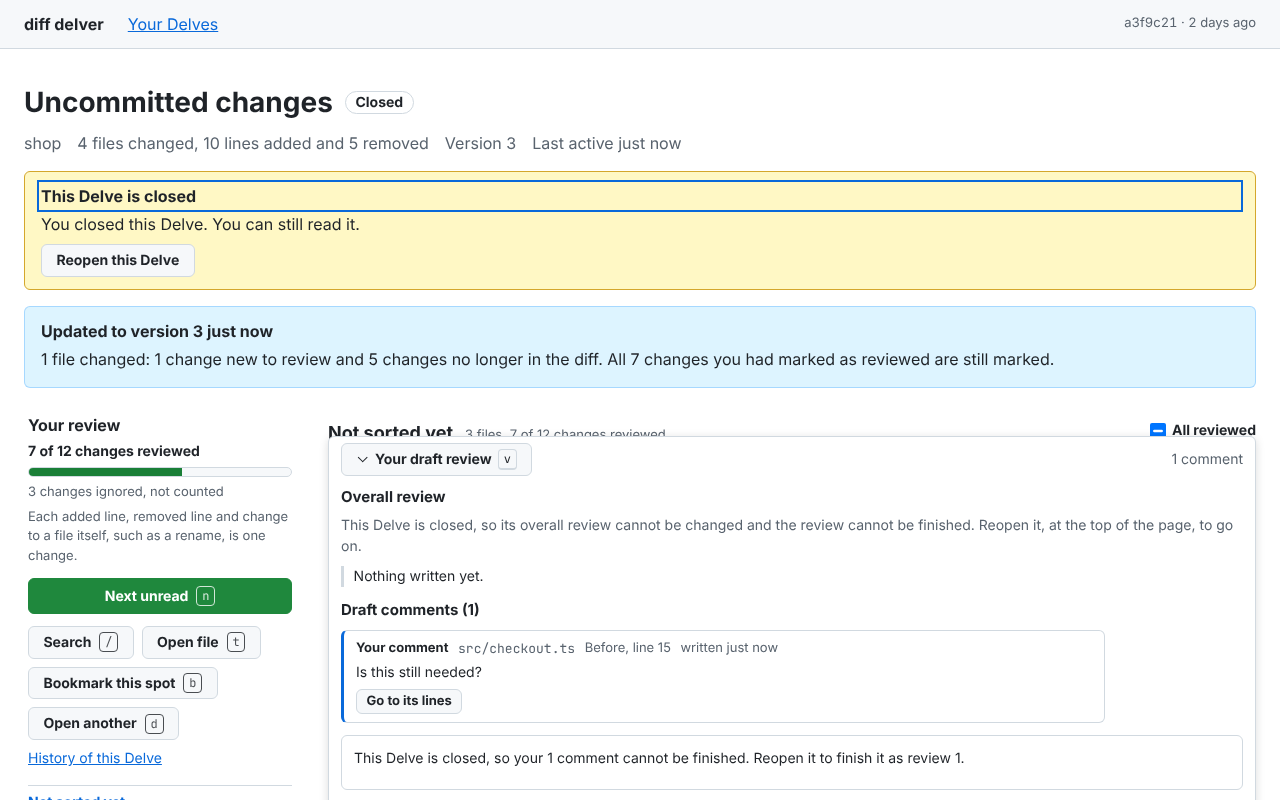 diff delver Your Delves a3f9c21 · 2 days ago
Uncommitted changes Closed
shop 4 files changed, 10 lines added and 5 removed Version 3 Last active just now
This Delve is closed
You closed this Delve. You can still read it.
Reopen this Delve
Updated to version 3 just now
1 file changed: 1 change new to review and 5 changes no longer in the diff. All 7 changes you had marked as reviewed are still marked.
Your review
7 of 12 changes reviewed
3 changes ignored, not counted
Each added line, removed line and change
to a file itself, such as a rename, is one
change.
Next unread n
Search / Open file t
Bookmark this spot b
Open another d
History of this Delve
Not sorted yet
Not sorted yet 3 files, 7 of 12 changes reviewed All reviewed
Your draft review v 1 comment
Overall review
This Delve is closed, so its overall review cannot be changed and the review cannot be finished. Reopen it, at the top of the page, to go
on.
Nothing written yet.
Draft comments (1)
Your comment src/checkout.ts Before, line 15 written just now
Is this still needed?
Go to its lines
This Delve is closed, so your 1 comment cannot be finished. Reopen it to finish it as review 1.